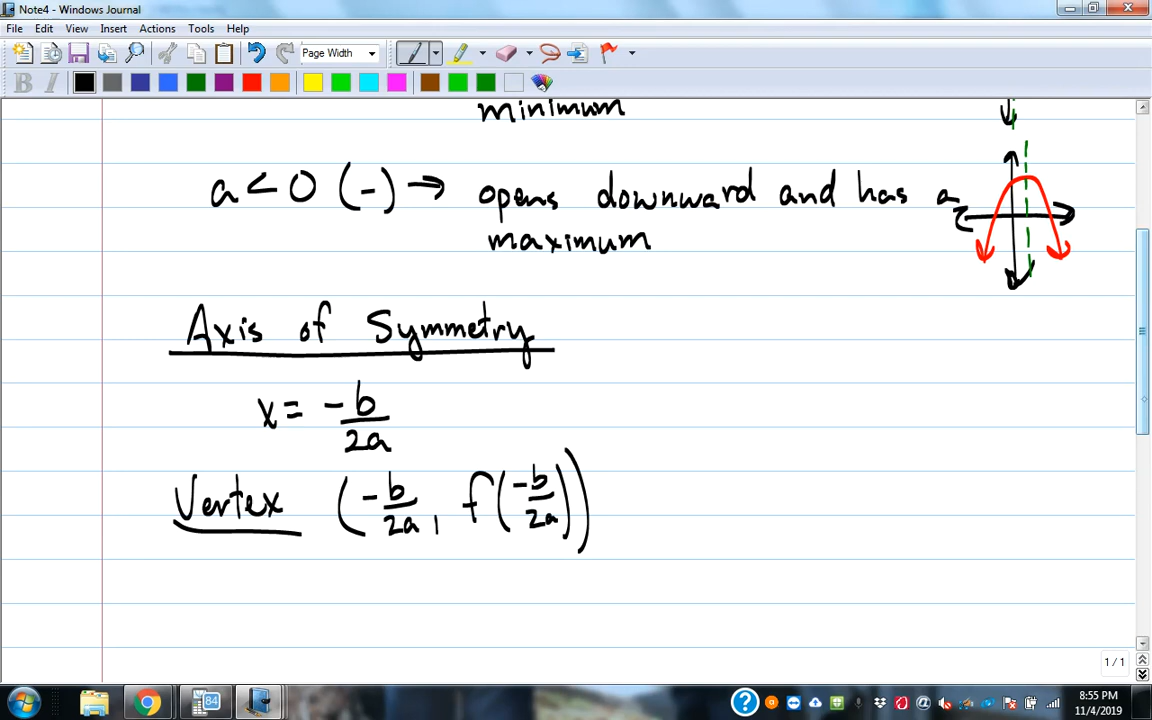 Note4 - Windows Journal
File Edit View Insert Actions Tools Help
Page Width
B I
minimum
a < 0 (-) → opens downward and has a
maximum
Axis of Symmetry
x = -b/2a
Vertex (-b/2a, f(-b/2a))
1 / 1
84
8:55 PM
11/4/2019